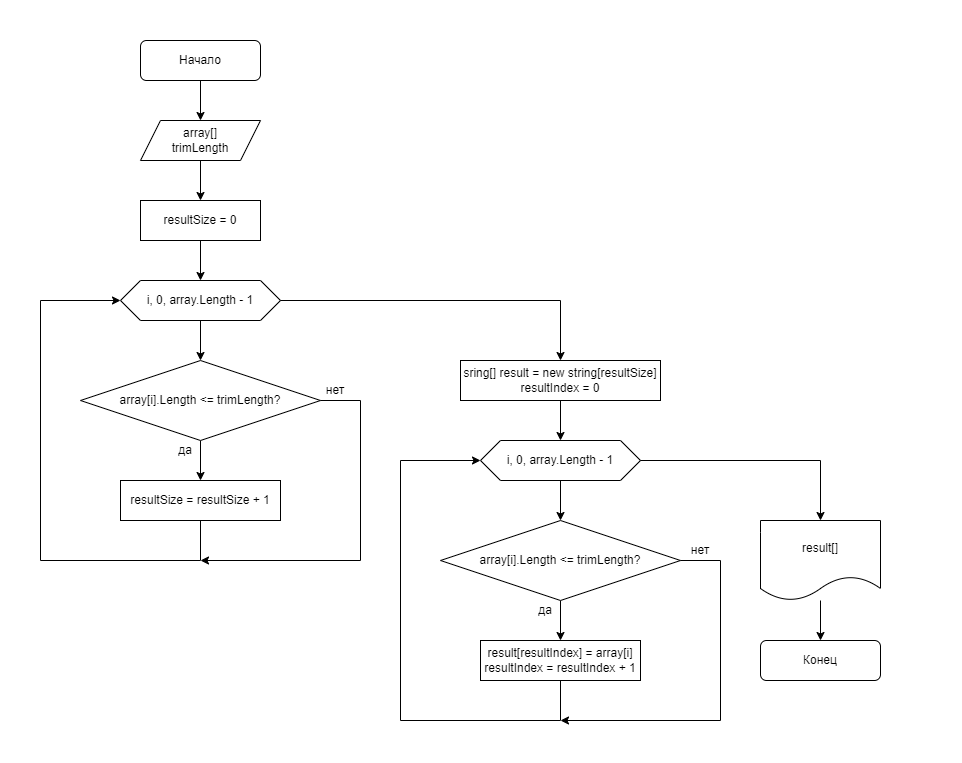 Начало
array[]
trimLength
resultSize = 0
i, 0, array.Length - 1
array[i].Length <= trimLength?
нет
да
resultSize = resultSize + 1
sring[] result = new string[resultSize]
resultIndex = 0
i, 0, array.Length - 1
array[i].Length <= trimLength?
нет
да
result[resultIndex] = array[i]
resultIndex = resultIndex + 1
result[]
Конец